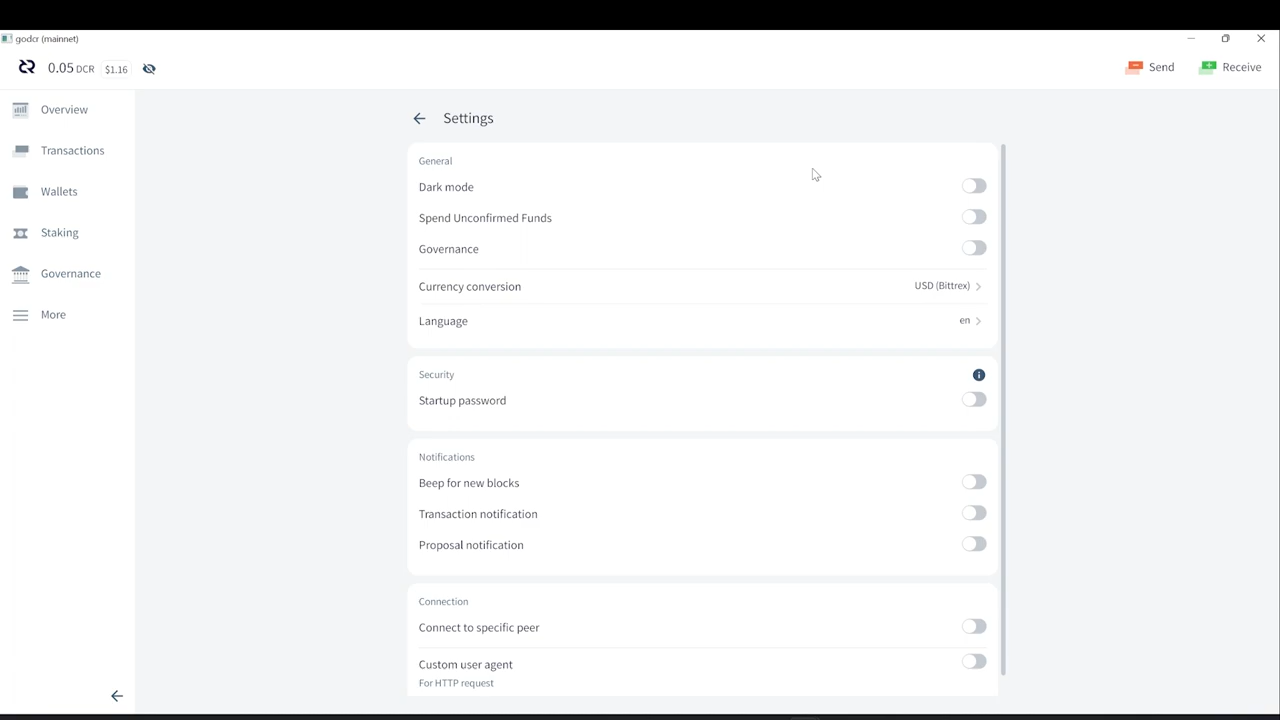 godcr (mainnet)
0.05 DCR $1.16
Send
Receive
Overview
Transactions
Wallets
Staking
Governance
More
Settings
General
Dark mode
Spend Unconfirmed Funds
Governance
Currency conversion USD (Bittrex)
Language en
Security
Startup password
Notifications
Beep for new blocks
Transaction notification
Proposal notification
Connection
Connect to specific peer
Custom user agent
For HTTP request